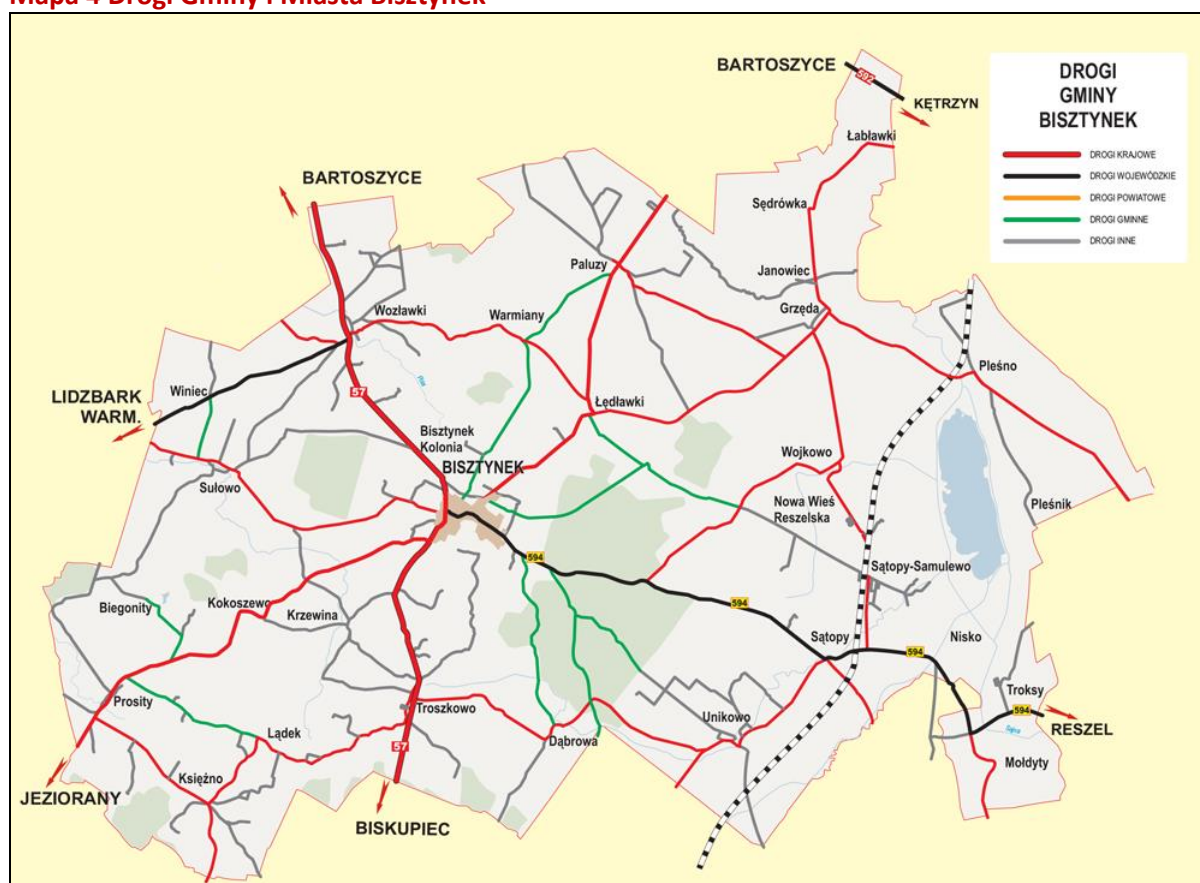 Mapa 4 Drogi Gminy i Miasta Bisztynek
DROGI
GMINY
BISZTYNEK
DROGI KRAJOWE
DROGI WOJEWÓDZKIE
DROGI POWIATOWE
DROGI GMINNE
DROGI INNE
BARTOSZYCE
592
KĘTRZYN
Łabławki
BARTOSZYCE
Sędrówka
Paluzy
Janowiec
Wozławki
Warmiany
Grzęda
Pleśno
LIDZBARK
WARM.
Winiec
57
Łędławki
Bisztynek
Kolonia
BISZTYNEK
Wojkowo
Sułowo
Nowa Wieś
Reszelska
Pleśnik
594
Sątopy-Samulewo
Biegonity
Kokoszewo
Krzewina
594
Sątopy
594
Nisko
Prosity
Troszkowo
Troksy
594
RESZEL
Lądek
Unikowo
Dąbrowa
57
Księżno
Mołdyty
JEZIORANY
BISKUPIEC